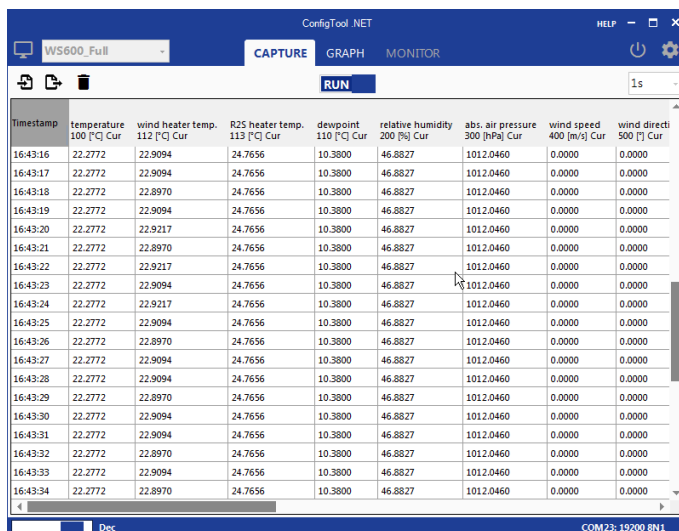 ConfigTool .NET
HELP
WS600_Full
CAPTURE GRAPH MONITOR
RUN
1s
Timestamp temperature wind heater temp. R2S heater temp. dewpoint relative humidity abs. air pressure wind speed wind directi
100 [°C] Cur 112 [°C] Cur 113 [°C] Cur 110 [°C] Cur 200 [%] Cur 300 [hPa] Cur 400 [m/s] Cur 500 [°] Cur
16:43:16 22.2772 22.9094 24.7656 10.3800 46.8827 1012.0460 0.0000 0.0000
16:43:17 22.2772 22.9094 24.7656 10.3800 46.8827 1012.0460 0.0000 0.0000
16:43:18 22.2772 22.8970 24.7656 10.3800 46.8827 1012.0460 0.0000 0.0000
16:43:19 22.2772 22.9094 24.7656 10.3800 46.8827 1012.0460 0.0000 0.0000
16:43:20 22.2772 22.9217 24.7656 10.3800 46.8827 1012.0460 0.0000 0.0000
16:43:21 22.2772 22.8970 24.7656 10.3800 46.8827 1012.0460 0.0000 0.0000
16:43:22 22.2772 22.9217 24.7656 10.3800 46.8827 1012.0460 0.0000 0.0000
16:43:23 22.2772 22.9094 24.7656 10.3800 46.8827 1012.0460 0.0000 0.0000
16:43:24 22.2772 22.9217 24.7656 10.3800 46.8827 1012.0460 0.0000 0.0000
16:43:25 22.2772 22.9094 24.7656 10.3800 46.8827 1012.0460 0.0000 0.0000
16:43:26 22.2772 22.8970 24.7656 10.3800 46.8827 1012.0460 0.0000 0.0000
16:43:27 22.2772 22.9094 24.7656 10.3800 46.8827 1012.0460 0.0000 0.0000
16:43:28 22.2772 22.9094 24.7656 10.3800 46.8827 1012.0460 0.0000 0.0000
16:43:29 22.2772 22.8970 24.7656 10.3800 46.8827 1012.0460 0.0000 0.0000
16:43:30 22.2772 22.9094 24.7656 10.3800 46.8827 1012.0460 0.0000 0.0000
16:43:31 22.2772 22.9094 24.7656 10.3800 46.8827 1012.0460 0.0000 0.0000
16:43:32 22.2772 22.8970 24.7656 10.3800 46.8827 1012.0460 0.0000 0.0000
16:43:33 22.2772 22.9094 24.7656 10.3800 46.8827 1012.0460 0.0000 0.0000
16:43:34 22.2772 22.8970 24.7656 10.3800 46.8827 1012.0460 0.0000 0.0000
Dec
COM23: 19200 8N1